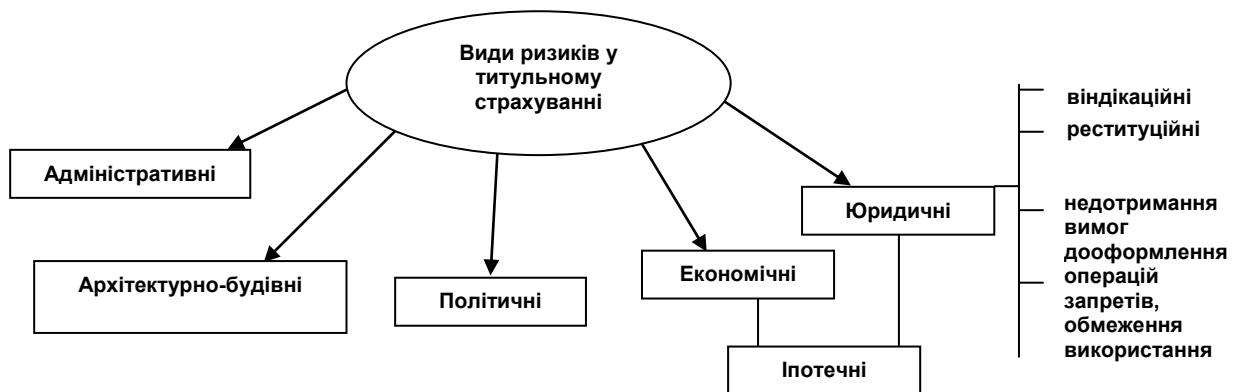 Види ризиків у
титульному
страхуванні
віндікаційні
реституційні
Адміністративні
Юридичні
недотримання
вимог
дооформлення
операцій
запретів,
обмеження
використання
Архітектурно-будівні
Політичні
Економічні
Іпотечні